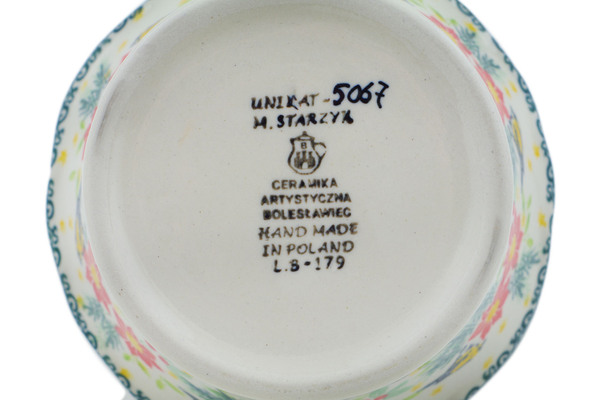 UNIKAT-5067
M. STARZYK
B
CERAMIKA
ARTYSTYCZNA
BOLESŁAWIEC
HAND MADE
IN POLAND
L.B-179